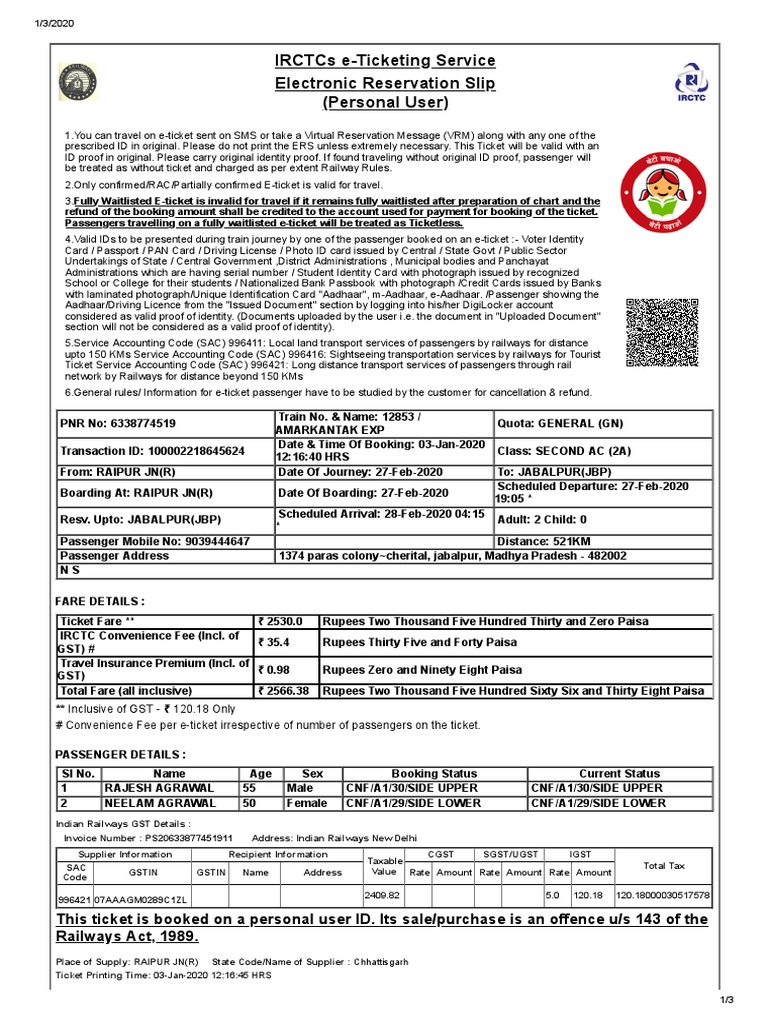 1/3/2020
IRCTCs e-Ticketing Service
Electronic Reservation Slip
(Personal User)
IRCTC
1.You can travel on e-ticket sent on SMS or take a Virtual Reservation Message (VRM) along with any one of the
prescribed ID in original. Please do not print the ERS unless extremely necessary. This Ticket will be valid with an
ID proof in original. Please carry original identity proof. If found traveling without original ID proof, passenger will
be treated as without ticket and charged as per extent Railway Rules.
2.Only confirmed/RAC/Partially confirmed E-ticket is valid for travel.
3.Fully Waitlisted E-ticket is invalid for travel if it remains fully waitlisted after preparation of chart and the
refund of the booking amount shall be credited to the account used for payment for booking of the ticket.
Passengers travelling on a fully waitlisted e-ticket will be treated as Ticketless.
बेटी बचाओ
बेटी पढ़ाओ
4.Valid IDs to be presented during train journey by one of the passenger booked on an e-ticket :- Voter Identity
Card / Passport / PAN Card / Driving License / Photo ID card issued by Central / State Govt / Public Sector
Undertakings of State / Central Government ,District Administrations , Municipal bodies and Panchayat
Administrations which are having serial number / Student Identity Card with photograph issued by recognized
School or College for their students / Nationalized Bank Passbook with photograph /Credit Cards issued by Banks
with laminated photograph/Unique Identification Card "Aadhaar", m-Aadhaar, e-Aadhaar. /Passenger showing the
Aadhaar/Driving Licence from the "Issued Document" section by logging into his/her DigiLocker account
considered as valid proof of identity. (Documents uploaded by the user i.e. the document in "Uploaded Document"
section will not be considered as a valid proof of identity).
5.Service Accounting Code (SAC) 996411: Local land transport services of passengers by railways for distance
upto 150 KMs Service Accounting Code (SAC) 996416: Sightseeing transportation services by railways for Tourist
Ticket Service Accounting Code (SAC) 996421: Long distance transport services of passengers through rail
network by Railways for distance beyond 150 KMs
6.General rules/ Information for e-ticket passenger have to be studied by the customer for cancellation & refund.
PNR No: 6338774519 Train No. & Name: 12853 / AMARKANTAK EXP Quota: GENERAL (GN)
Transaction ID: 100002218645624 Date & Time Of Booking: 03-Jan-2020 12:16:40 HRS Class: SECOND AC (2A)
From: RAIPUR JN(R) Date Of Journey: 27-Feb-2020 To: JABALPUR(JBP)
Boarding At: RAIPUR JN(R) Date Of Boarding: 27-Feb-2020 Scheduled Departure: 27-Feb-2020 19:05 *
Resv. Upto: JABALPUR(JBP) Scheduled Arrival: 28-Feb-2020 04:15 * Adult: 2 Child: 0
Passenger Mobile No: 9039444647 Distance: 521KM
Passenger Address 1374 paras colony~cherital, jabalpur, Madhya Pradesh - 482002
N S
FARE DETAILS :
Ticket Fare ** ₹ 2530.0 Rupees Two Thousand Five Hundred Thirty and Zero Paisa
IRCTC Convenience Fee (Incl. of GST) # ₹ 35.4 Rupees Thirty Five and Forty Paisa
Travel Insurance Premium (Incl. of GST) ₹ 0.98 Rupees Zero and Ninety Eight Paisa
Total Fare (all inclusive) ₹ 2566.38 Rupees Two Thousand Five Hundred Sixty Six and Thirty Eight Paisa
** Inclusive of GST - ₹ 120.18 Only
# Convenience Fee per e-ticket irrespective of number of passengers on the ticket.
PASSENGER DETAILS :
Sl No. Name Age Sex Booking Status Current Status
1 RAJESH AGRAWAL 55 Male CNF/A1/30/SIDE UPPER CNF/A1/30/SIDE UPPER
2 NEELAM AGRAWAL 50 Female CNF/A1/29/SIDE LOWER CNF/A1/29/SIDE LOWER
Indian Railways GST Details :
Invoice Number : PS20633877451911 Address: Indian Railways New Delhi
Supplier Information Recipient Information Taxable Value CGST SGST/UGST IGST Total Tax
SAC Code GSTIN GSTIN Name Address Rate Amount Rate Amount Rate Amount
996421 07AAAGM0289C1ZL 2409.82 5.0 120.18 120.18000030517578
This ticket is booked on a personal user ID. Its sale/purchase is an offence u/s 143 of the
Railways Act, 1989.
Place of Supply: RAIPUR JN(R) State Code/Name of Supplier : Chhattisgarh
Ticket Printing Time: 03-Jan-2020 12:16:45 HRS
1/3